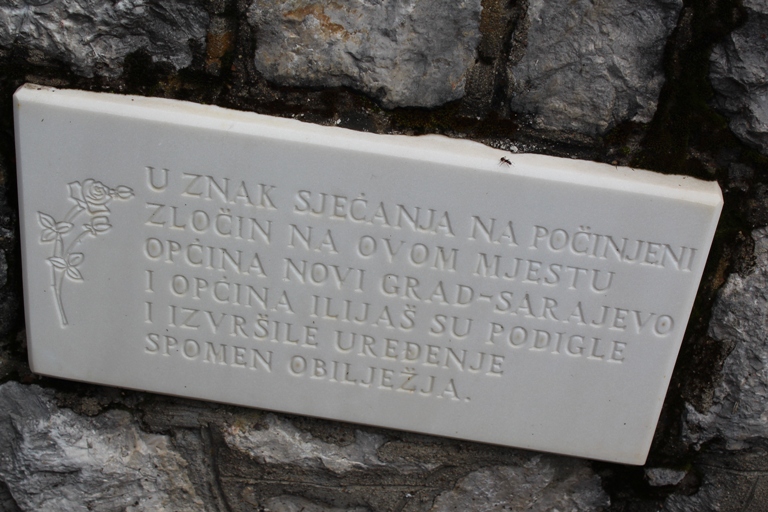 U ZNAK SJEĆANJA NA POČINJENI
ZLOČIN NA OVOM MJESTU
OPĆINA NOVI GRAD-SARAJEVO
I OPĆINA ILIJAŠ SU PODIGLE
I IZVRŠILE UREĐENJE
SPOMEN OBILJEŽJA.